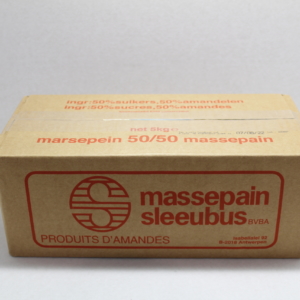 ingr:50%suikers,50%amandelen
ingr:50%sucres,50%amandes
net 5kg e
marsepein 50/50 massepain
massepain
sleeubus BVBA
PRODUITS D'AMANDES